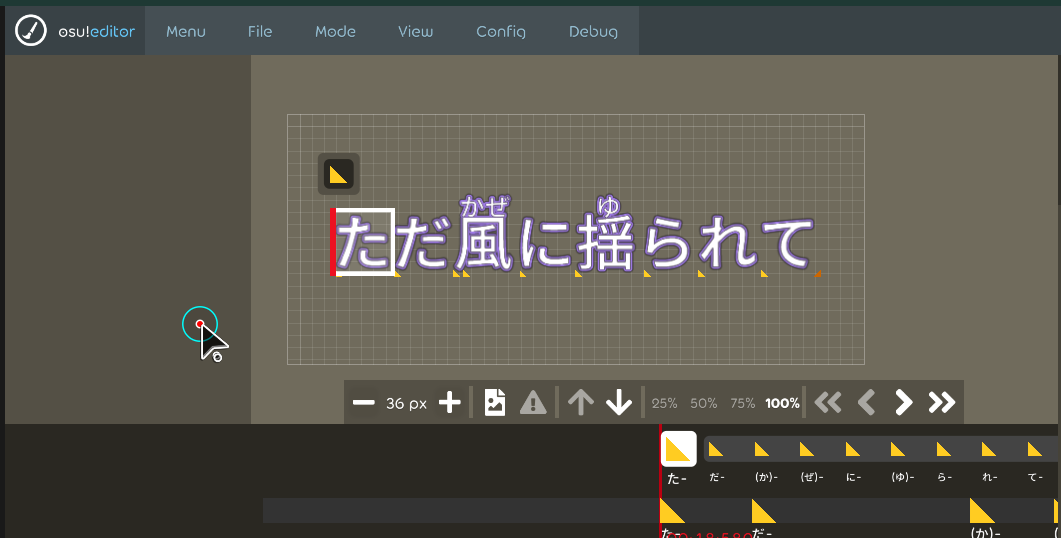 osu!editor Menu File Mode View Config Debug
かぜ ゆ
ただ風に揺られて
36 px 25% 50% 75% 100%
た- だ- (か)- (ぜ)- に- (ゆ)- ら- れ- て-
た- だ- (か)-